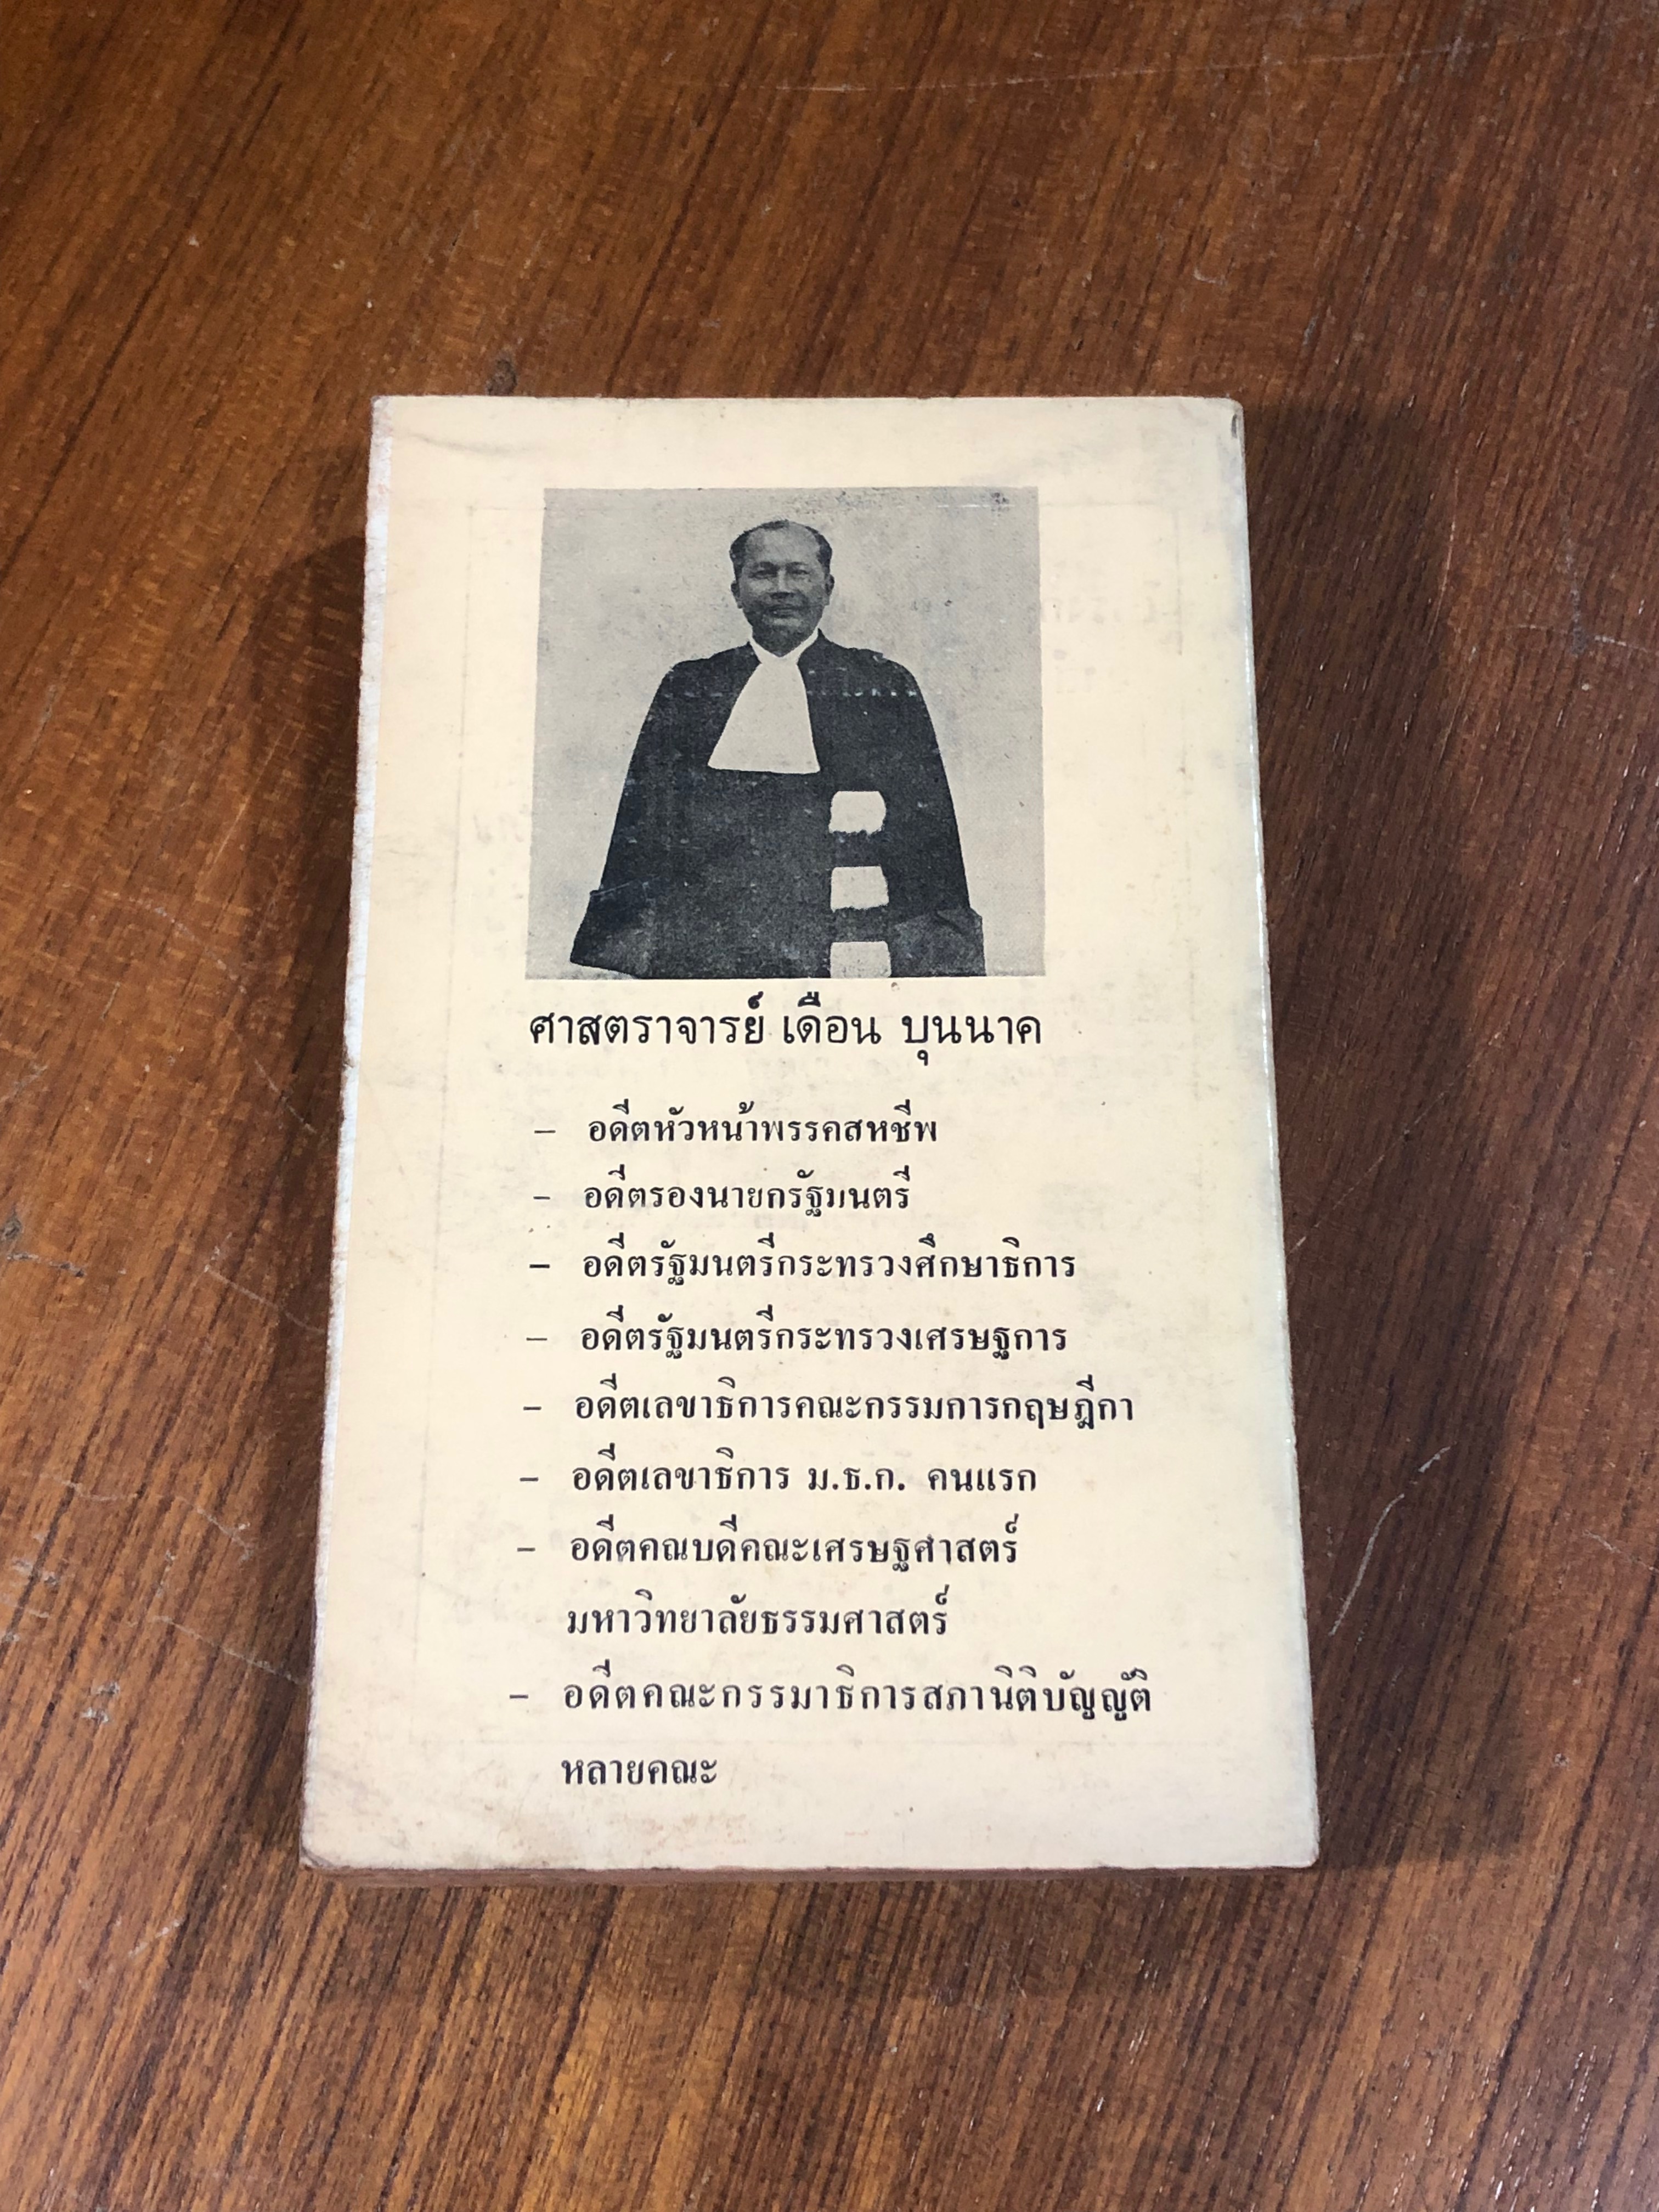 ศาสตราจารย์ เดือน บุนนาค
– อดีตหัวหน้าพรรคสหชีพ
– อดีตรองนายกรัฐมนตรี
– อดีตรัฐมนตรีกระทรวงศึกษาธิการ
– อดีตรัฐมนตรีกระทรวงเศรษฐการ
– อดีตเลขาธิการคณะกรรมการกฤษฎีกา
– อดีตเลขาธิการ ม.ธ.ก. คนแรก
– อดีตคณบดีคณะเศรษฐศาสตร์
มหาวิทยาลัยธรรมศาสตร์
– อดีตคณะกรรมาธิการสภานิติบัญญัติ
หลายคณะ